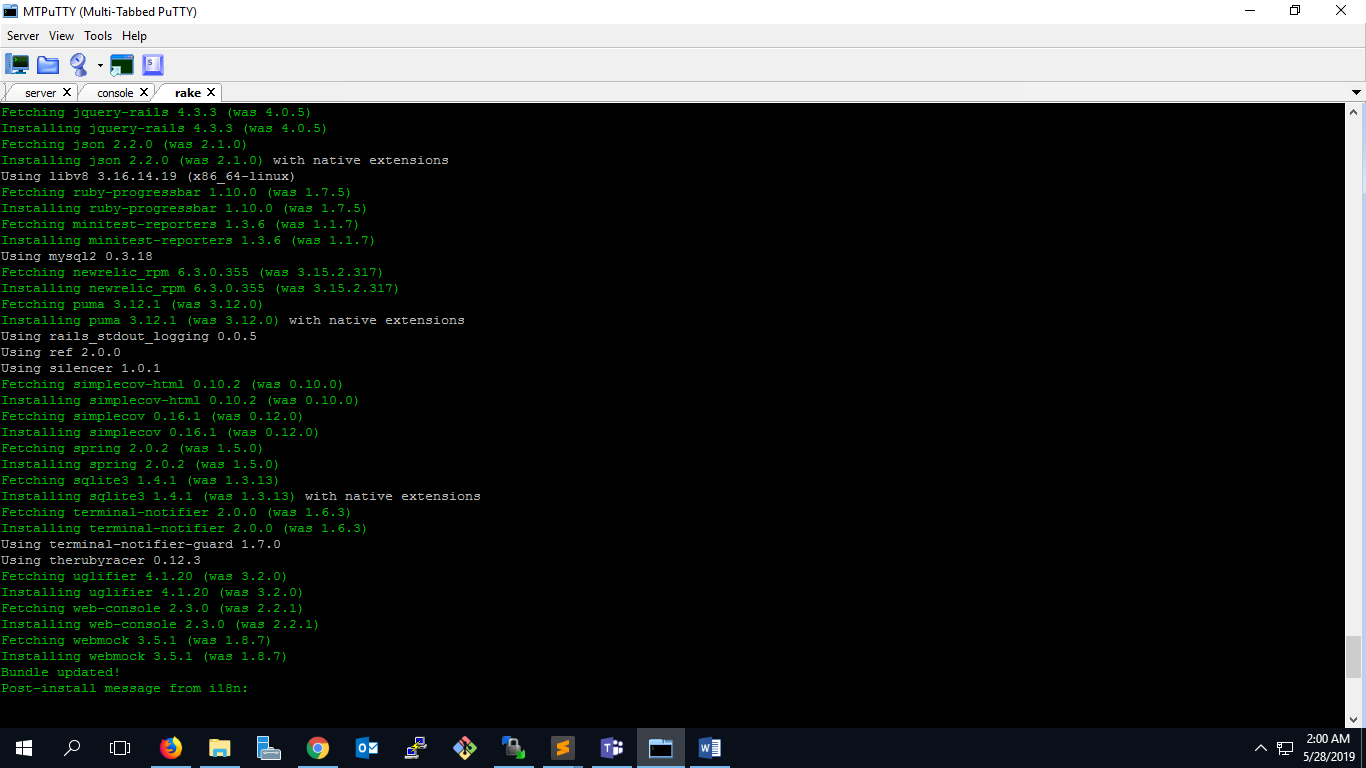 MTPuTTY (Multi-Tabbed PuTTY)
Server View Tools Help
server console rake
Fetching jquery-rails 4.3.3 (was 4.0.5)
Installing jquery-rails 4.3.3 (was 4.0.5)
Fetching json 2.2.0 (was 2.1.0)
Installing json 2.2.0 (was 2.1.0) with native extensions
Using libv8 3.16.14.19 (x86_64-linux)
Fetching ruby-progressbar 1.10.0 (was 1.7.5)
Installing ruby-progressbar 1.10.0 (was 1.7.5)
Fetching minitest-reporters 1.3.6 (was 1.1.7)
Installing minitest-reporters 1.3.6 (was 1.1.7)
Using mysql2 0.3.18
Fetching newrelic_rpm 6.3.0.355 (was 3.15.2.317)
Installing newrelic_rpm 6.3.0.355 (was 3.15.2.317)
Fetching puma 3.12.1 (was 3.12.0)
Installing puma 3.12.1 (was 3.12.0) with native extensions
Using rails_stdout_logging 0.0.5
Using ref 2.0.0
Using silencer 1.0.1
Fetching simplecov-html 0.10.2 (was 0.10.0)
Installing simplecov-html 0.10.2 (was 0.10.0)
Fetching simplecov 0.16.1 (was 0.12.0)
Installing simplecov 0.16.1 (was 0.12.0)
Fetching spring 2.0.2 (was 1.5.0)
Installing spring 2.0.2 (was 1.5.0)
Fetching sqlite3 1.4.1 (was 1.3.13)
Installing sqlite3 1.4.1 (was 1.3.13) with native extensions
Fetching terminal-notifier 2.0.0 (was 1.6.3)
Installing terminal-notifier 2.0.0 (was 1.6.3)
Using terminal-notifier-guard 1.7.0
Using therubyracer 0.12.3
Fetching uglifier 4.1.20 (was 3.2.0)
Installing uglifier 4.1.20 (was 3.2.0)
Fetching web-console 2.3.0 (was 2.2.1)
Installing web-console 2.3.0 (was 2.2.1)
Fetching webmock 3.5.1 (was 1.8.7)
Installing webmock 3.5.1 (was 1.8.7)
Bundle updated!
Post-install message from i18n:
2:00 AM
5/28/2019